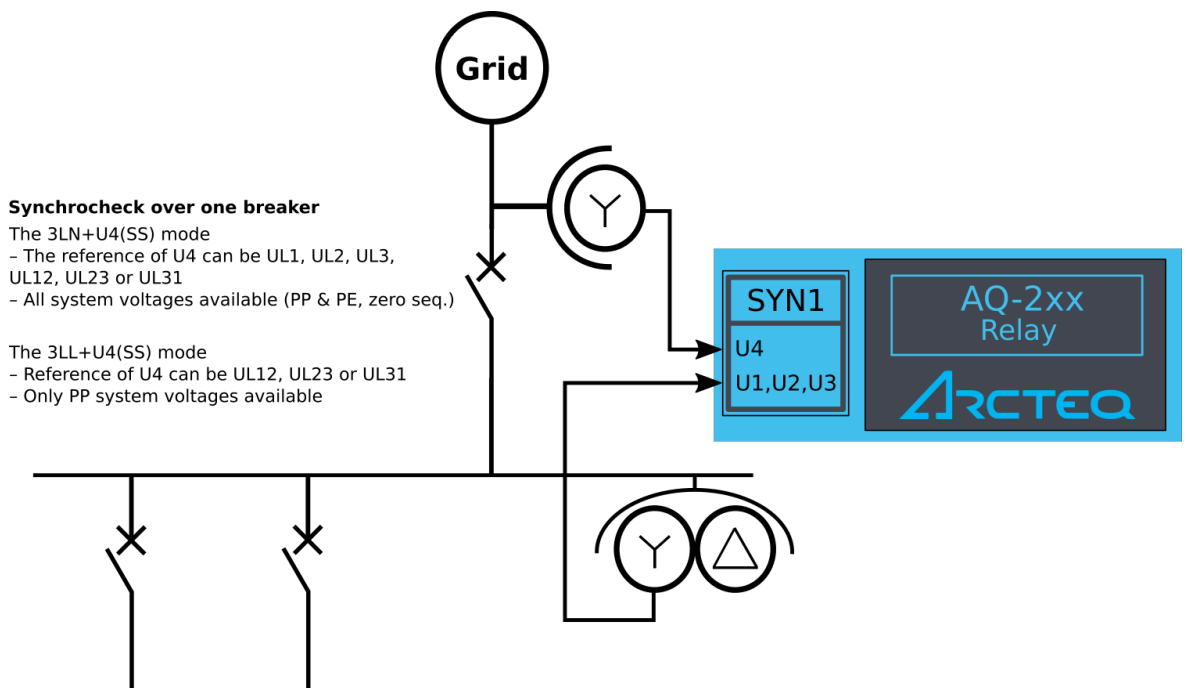 Grid
Synchrocheck over one breaker
The 3LN+U4(SS) mode
– The reference of U4 can be UL1, UL2, UL3,
UL12, UL23 or UL31
– All system voltages available (PP & PE, zero seq.)
The 3LL+U4(SS) mode
– Reference of U4 can be UL12, UL23 or UL31
– Only PP system voltages available
SYN1
U4
U1,U2,U3
AQ-2xx
Relay
ARCTEQ